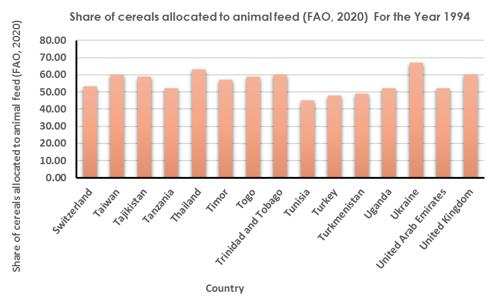 Share of cereals allocated to animal feed (FAO, 2020) For the Year 1994
Share of cereals allocated to animal feed (FAO, 2020)
80.00
70.00
60.00
50.00
40.00
30.00
20.00
10.00
0.00
Switzerland
Taiwan
Tajikistan
Tanzania
Thailand
Timor
Togo
Trinidad and Tobago
Tunisia
Turkey
Turkmenistan
Uganda
Ukraine
United Arab Emirates
United Kingdom
Country